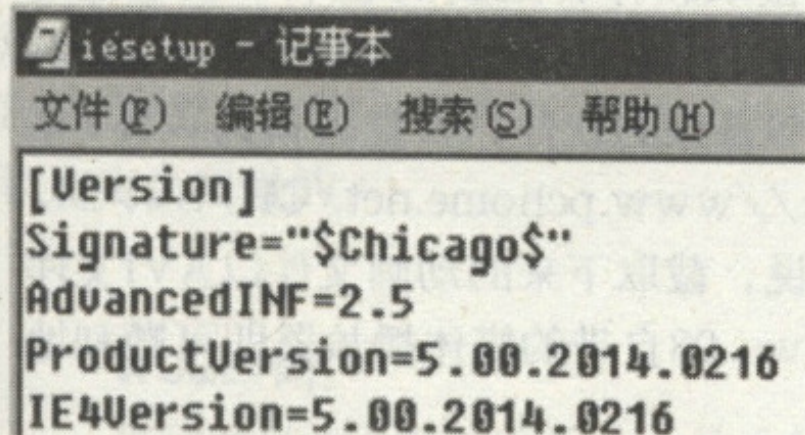 iesetup - 记事本
文件(F) 编辑(E) 搜索(S) 帮助(H)
[Version]
Signature="$Chicago$"
AdvancedINF=2.5
ProductVersion=5.00.2014.0216
IE4Version=5.00.2014.0216